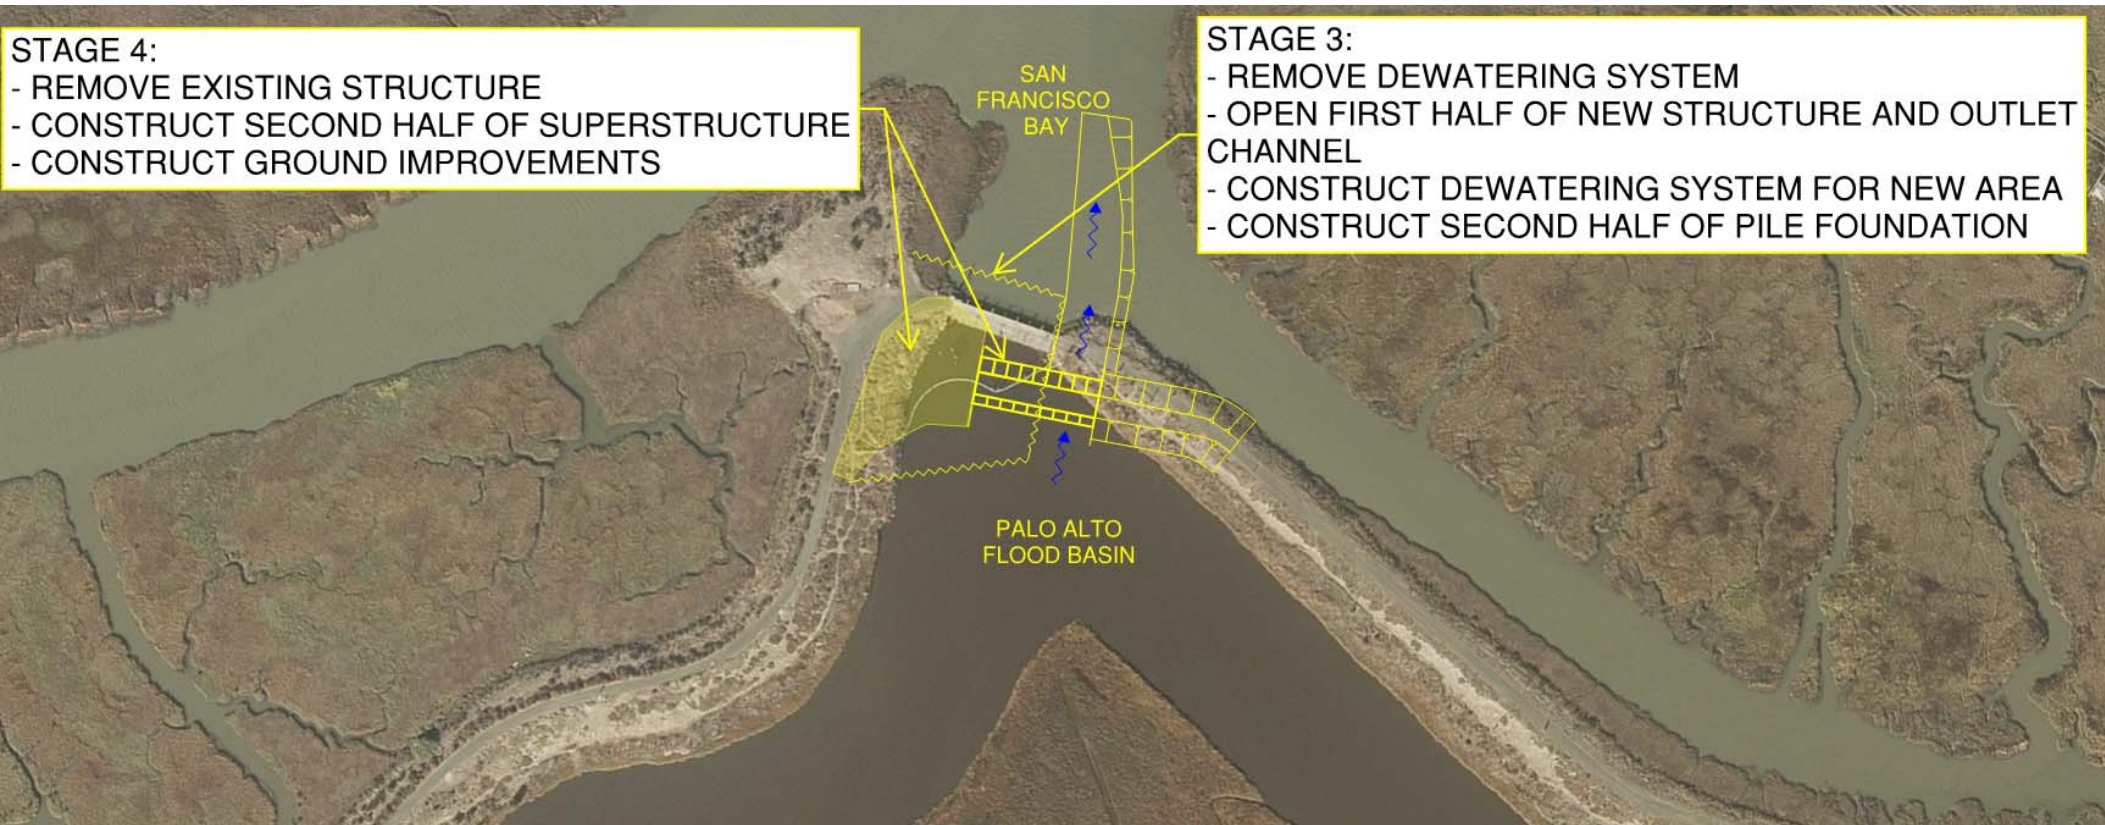 STAGE 4:
- REMOVE EXISTING STRUCTURE
- CONSTRUCT SECOND HALF OF SUPERSTRUCTURE
- CONSTRUCT GROUND IMPROVEMENTS
SAN
FRANCISCO
BAY
STAGE 3:
- REMOVE DEWATERING SYSTEM
- OPEN FIRST HALF OF NEW STRUCTURE AND OUTLET
CHANNEL
- CONSTRUCT DEWATERING SYSTEM FOR NEW AREA
- CONSTRUCT SECOND HALF OF PILE FOUNDATION
PALO ALTO
FLOOD BASIN